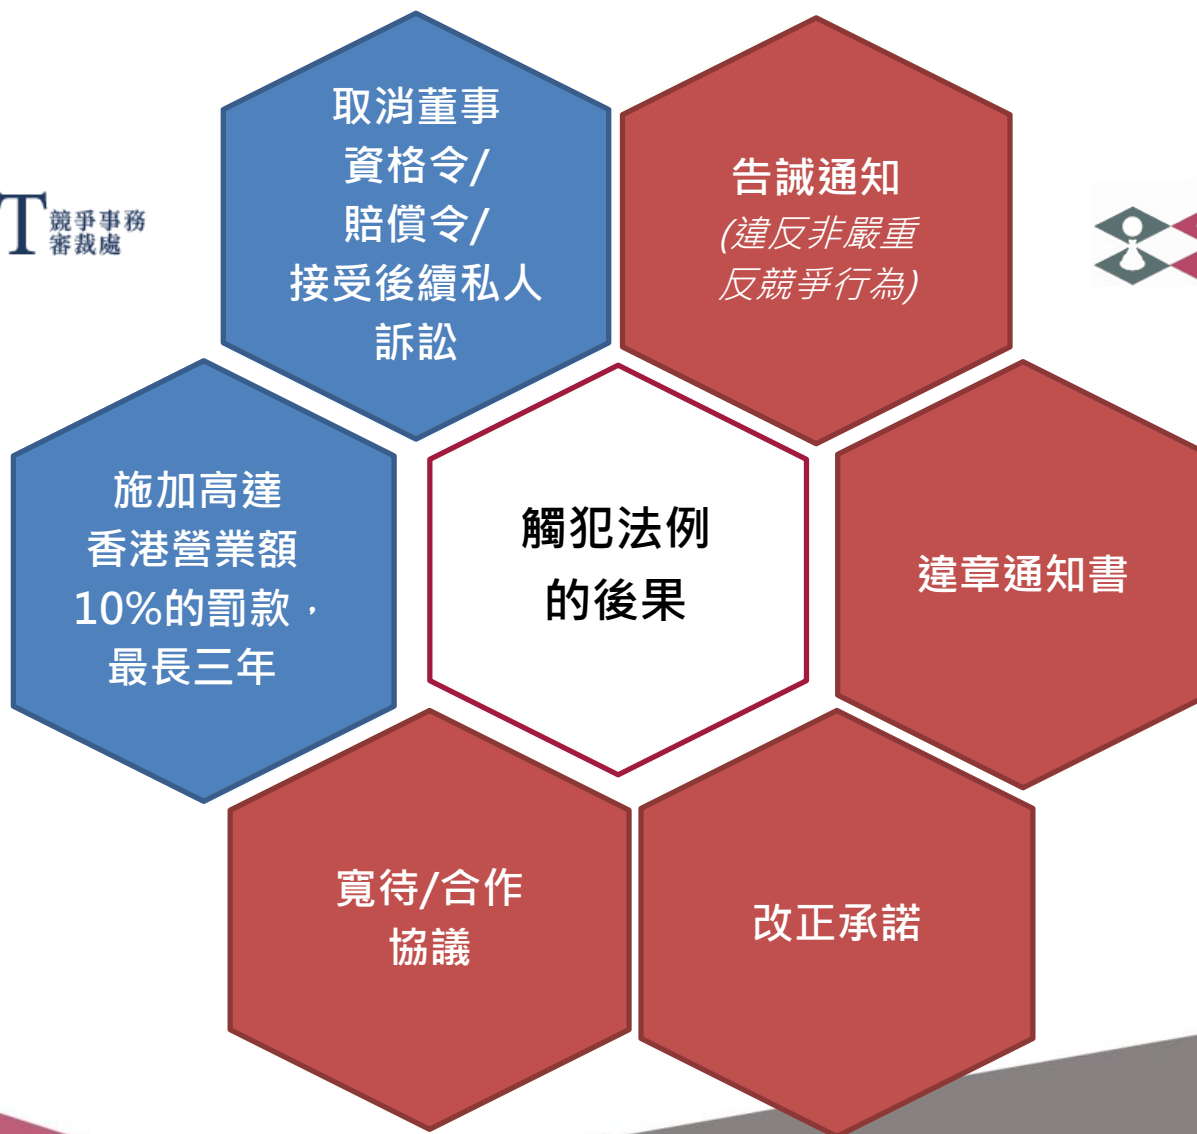 取消董事
資格令/
賠償令/
接受後續私人
訴訟
告誡通知
(違反非嚴重
反競爭行為)
T 競爭事務
審裁處
施加高達
香港營業額
10%的罰款，
最長三年
觸犯法例
的後果
違章通知書
寬待/合作
協議
改正承諾